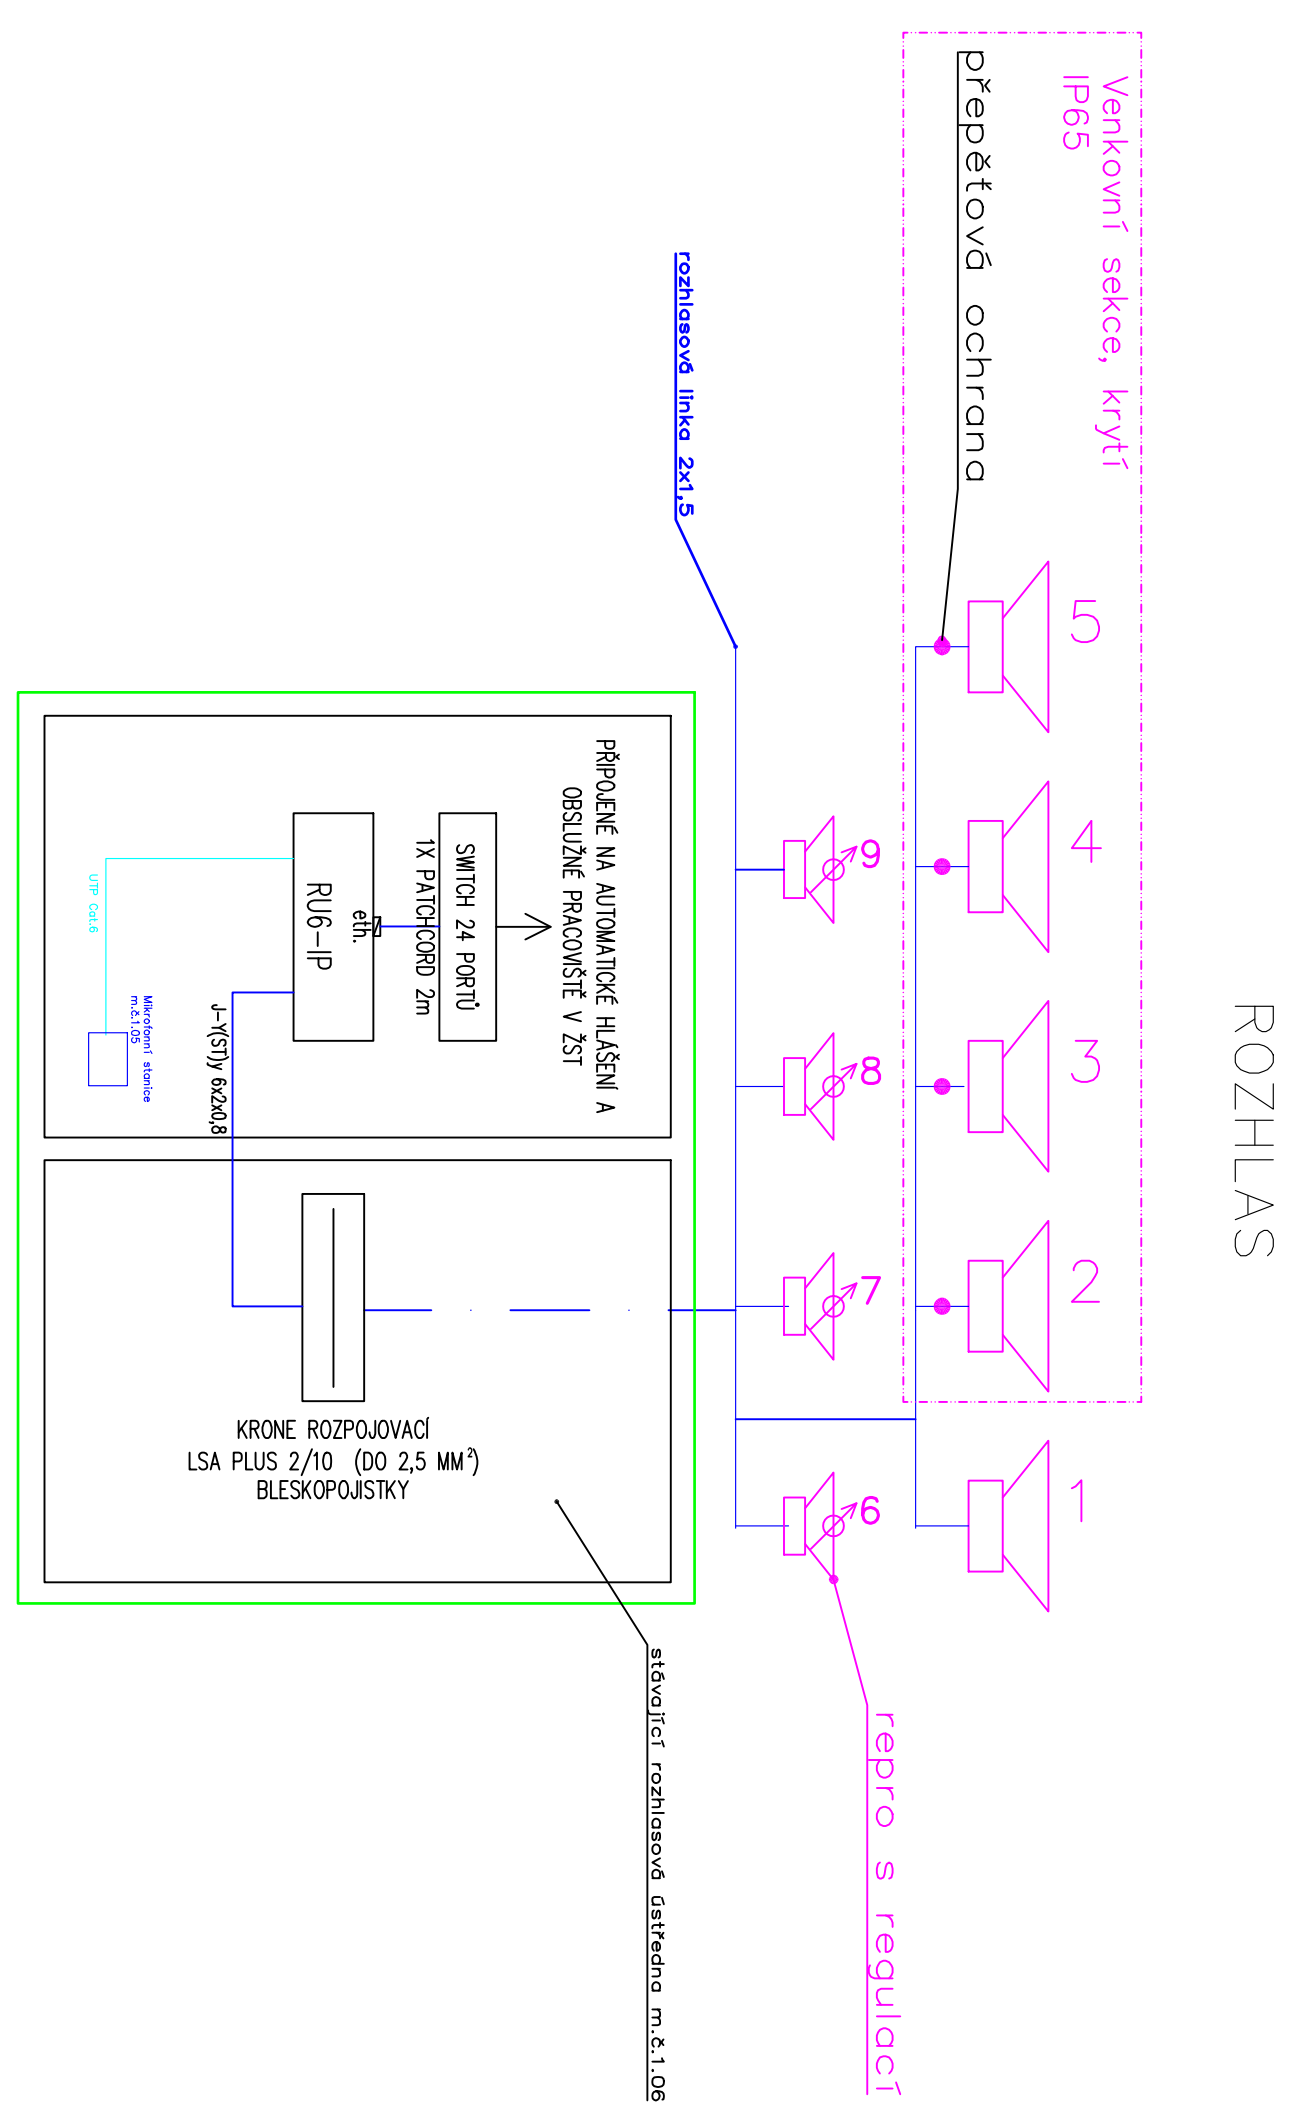 ROZHLAS
Venkovní sekce, krytí
IP65
přepěťová ochrana
5
4
3
2
1
9
8
7
6
rozhlasová linka 2x1,5
repro s regulací
PŘIPOJENÉ NA AUTOMATICKÉ HLÁŠENÍ A
OBSLUŽNÉ PRACOVIŠTĚ V ŽST
SWITCH 24 PORTŮ
1X PATCHCORD 2m
eth.
RU6-IP
UTP Cat.6
Mikrofonní stanice
m.č.1.05
J-Y(ST)y 6x2x0,8
KRONE ROZPOJOVACÍ
LSA PLUS 2/10 (DO 2,5 MM²)
BLESKOPOJISTKY
stávající rozhlasová ústředna m.č.1.06